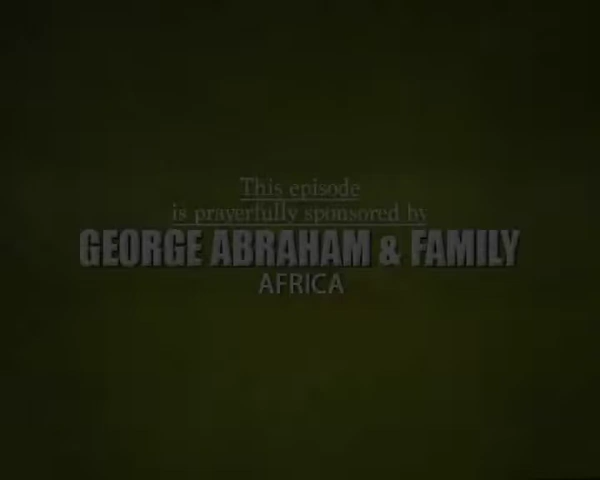 This episode
is prayerfully sponsored by
GEORGE ABRAHAM & FAMILY
AFRICA